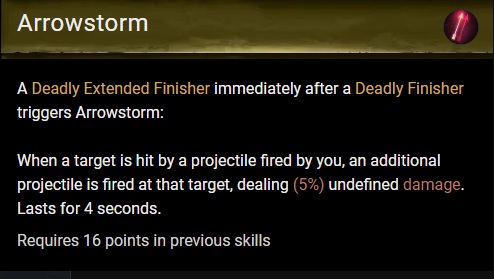 Arrowstorm
A Deadly Extended Finisher immediately after a Deadly Finisher
triggers Arrowstorm:
When a target is hit by a projectile fired by you, an additional
projectile is fired at that target, dealing (5%) undefined damage.
Lasts for 4 seconds.
Requires 16 points in previous skills